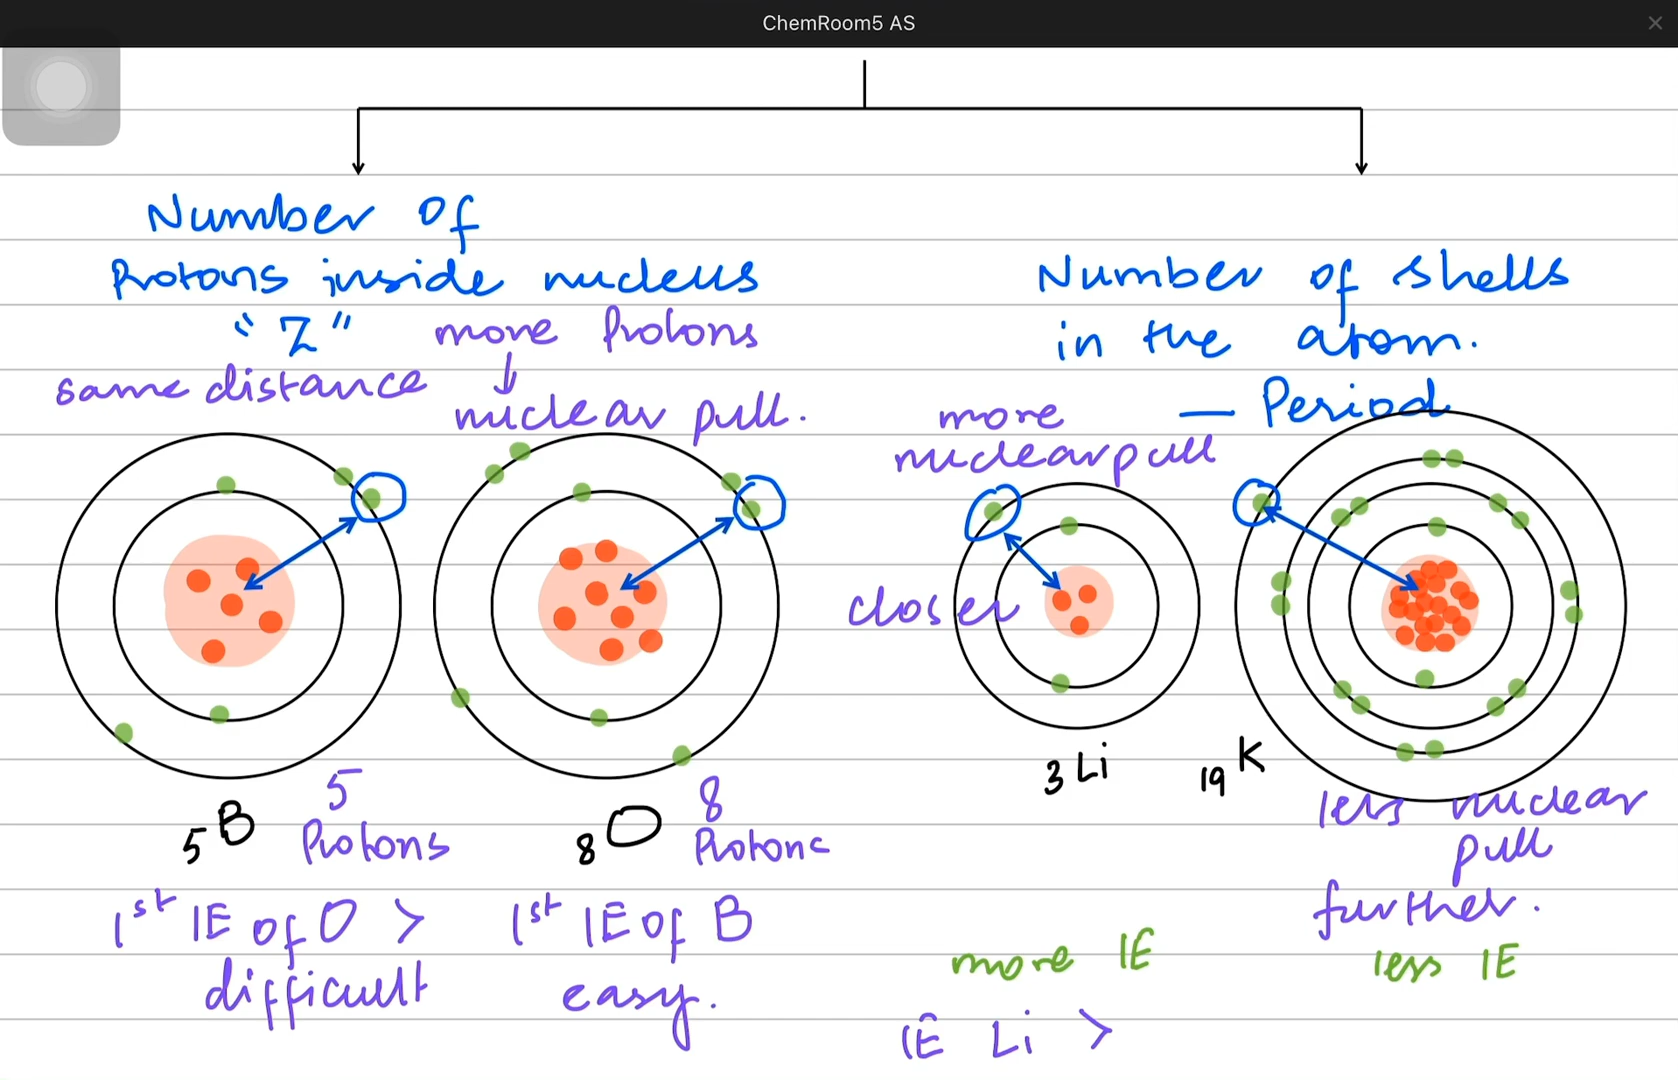 ChemRoom5 AS
Number of
Protons inside nucleus
"Z"
more Protons
same distance
nuclear pull.
5B
5
Protons
8O
8
Protons
1st IE of O > 1st IE of B
difficult
easy.
Number of shells
in the atom.
— Period
more
nuclear pull
closer
3Li
19K
less nuclear
pull
further.
more IE
less IE
IE Li >